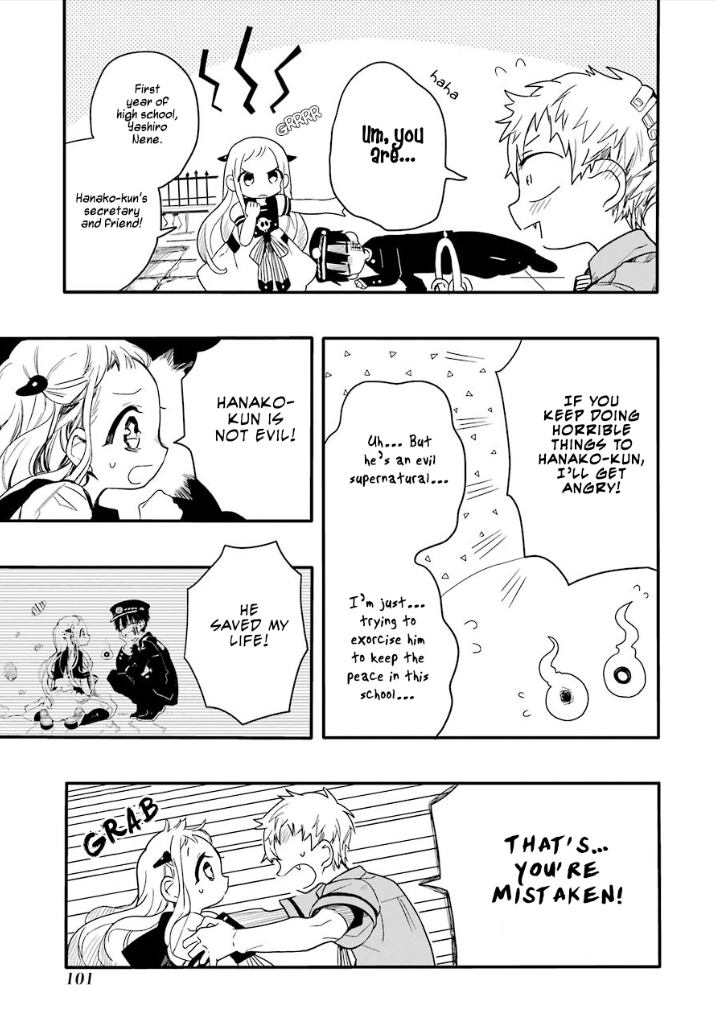 haha
Um, you
are...
GRRRR
First
year of
high school,
Yashiro
Nene.
Hanako-kun's
secretary
and friend!
IF YOU
KEEP DOING
HORRIBLE
THINGS TO
HANAKO-KUN,
I'LL GET
ANGRY!
Uh... But
he's an evil
supernatural...
I'm just...
trying to
exorcise him
to keep the
peace in this
school...
HANAKO-
KUN IS
NOT EVIL!
HE
SAVED MY
LIFE!
THAT'S...
YOU'RE
MISTAKEN!
GRAB
101